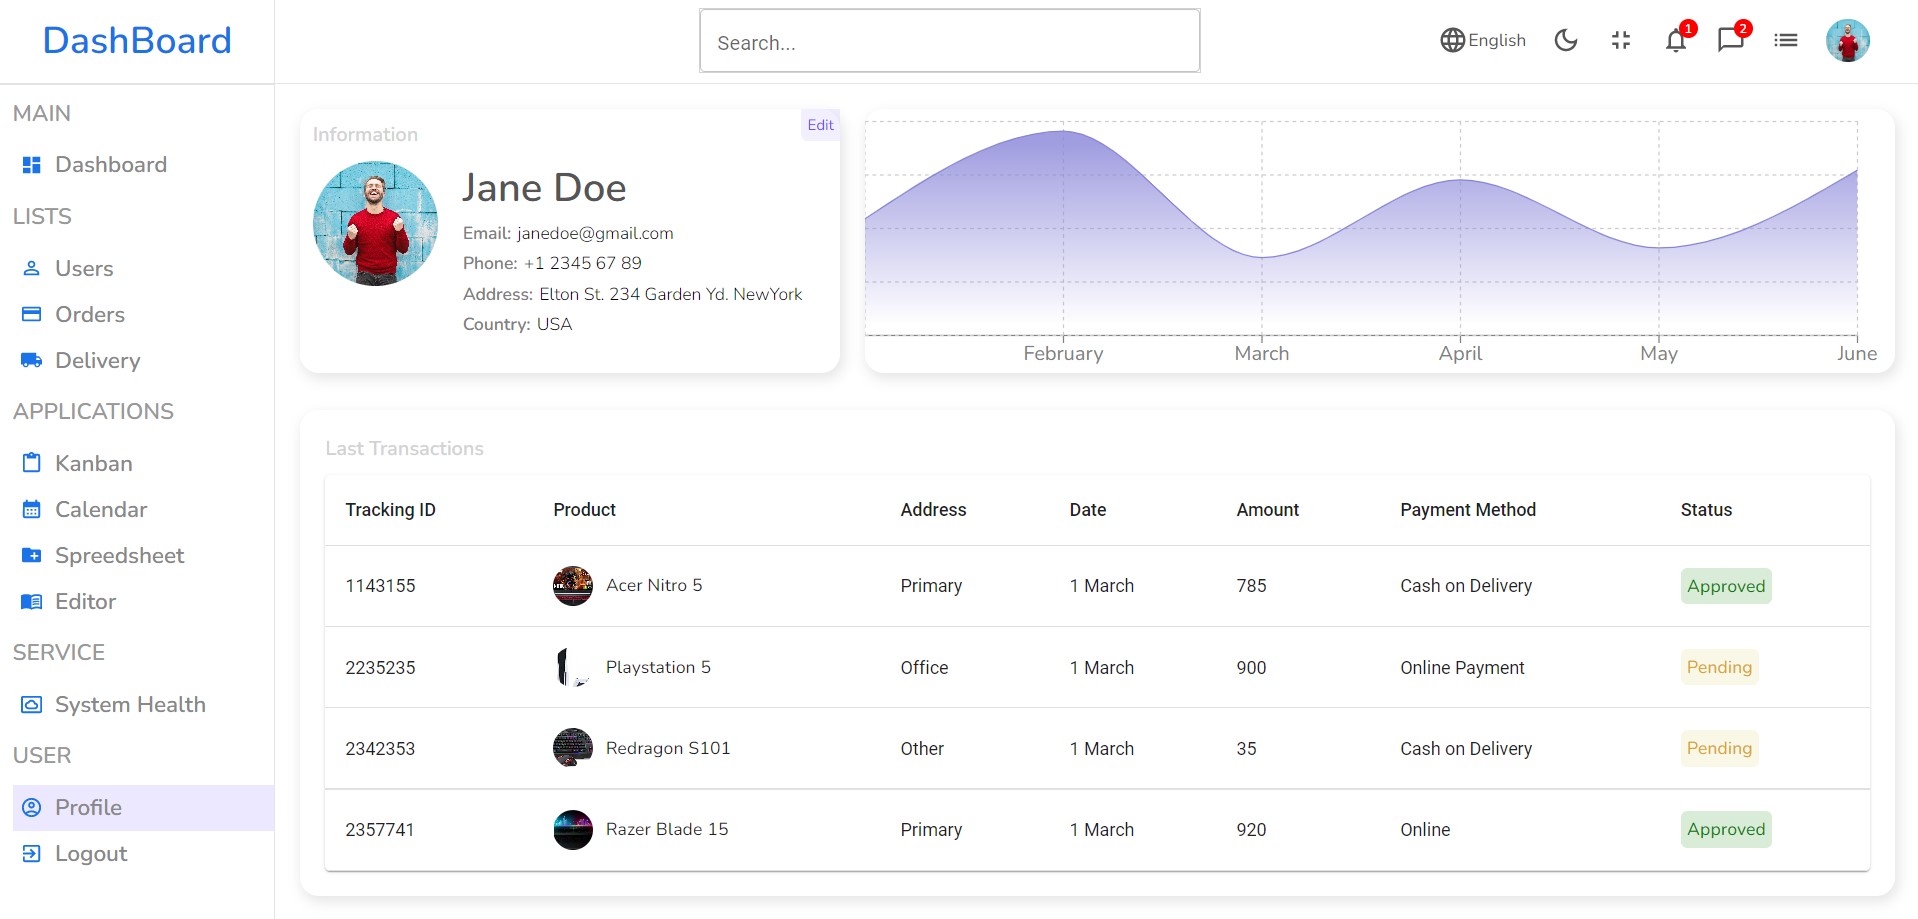 DashBoard
Search...
English
1
2
MAIN
Dashboard
LISTS
Users
Orders
Delivery
APPLICATIONS
Kanban
Calendar
Spreedsheet
Editor
SERVICE
System Health
USER
Profile
Logout
Information
Edit
Jane Doe
Email: janedoe@gmail.com
Phone: +1 2345 67 89
Address: Elton St. 234 Garden Yd. NewYork
Country: USA
February March April May June
Last Transactions
Tracking ID Product Address Date Amount Payment Method Status
1143155 Acer Nitro 5 Primary 1 March 785 Cash on Delivery Approved
2235235 Playstation 5 Office 1 March 900 Online Payment Pending
2342353 Redragon S101 Other 1 March 35 Cash on Delivery Pending
2357741 Razer Blade 15 Primary 1 March 920 Online Approved